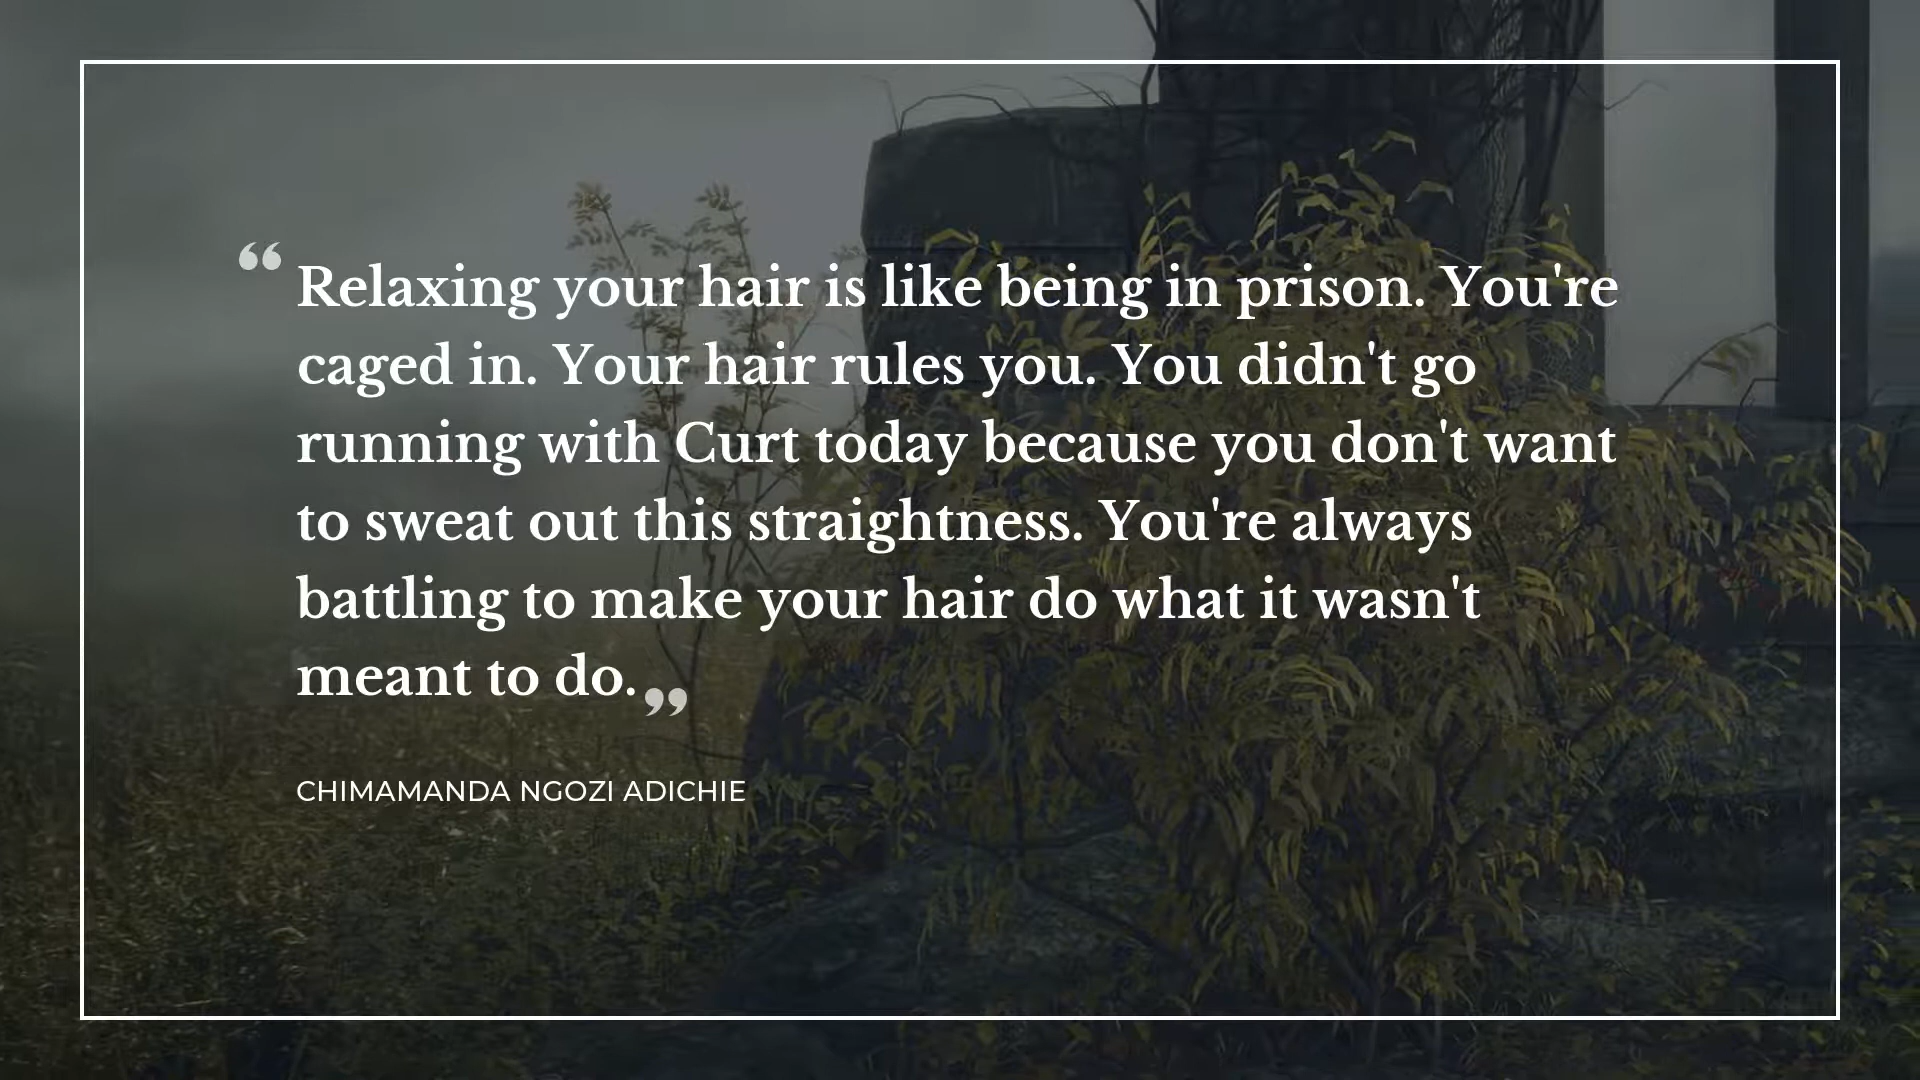 “Relaxing your hair is like being in prison. You're
caged in. Your hair rules you. You didn't go
running with Curt today because you don't want
to sweat out this straightness. You're always
battling to make your hair do what it wasn't
meant to do.”
CHIMAMANDA NGOZI ADICHIE